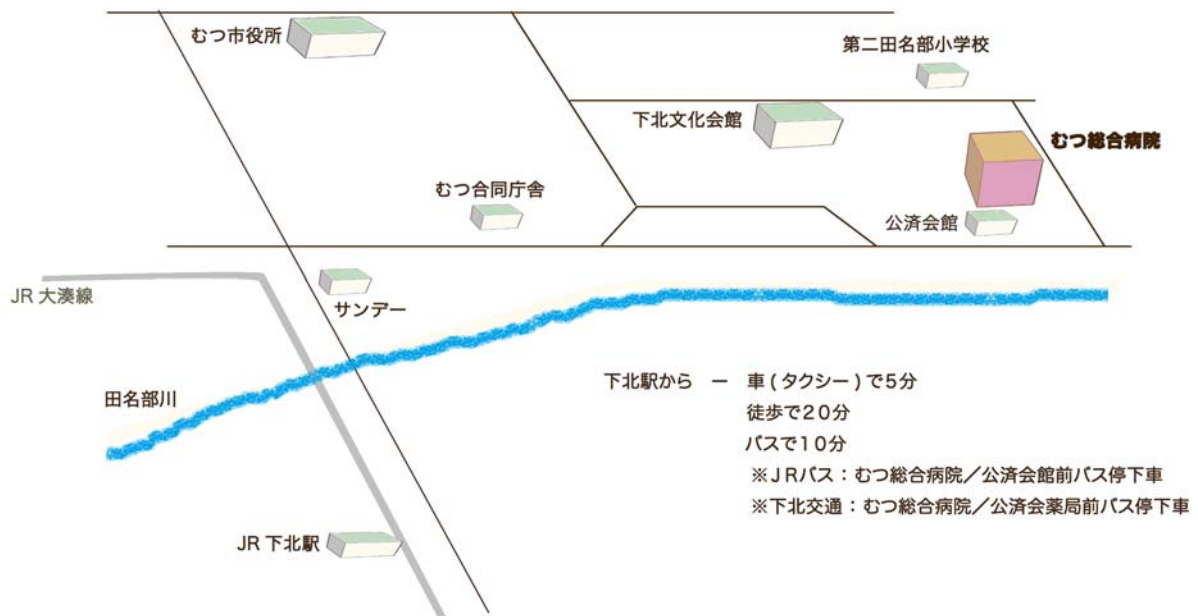 むつ市役所
第二田名部小学校
下北文化会館
むつ総合病院
むつ合同庁舎
公済会館
JR 大湊線
サンデー
田名部川
下北駅から ー 車(タクシー)で5分
徒歩で20分
バスで10分
※JRバス：むつ総合病院／公済会館前バス停下車
※下北交通：むつ総合病院／公済会薬局前バス停下車
JR 下北駅